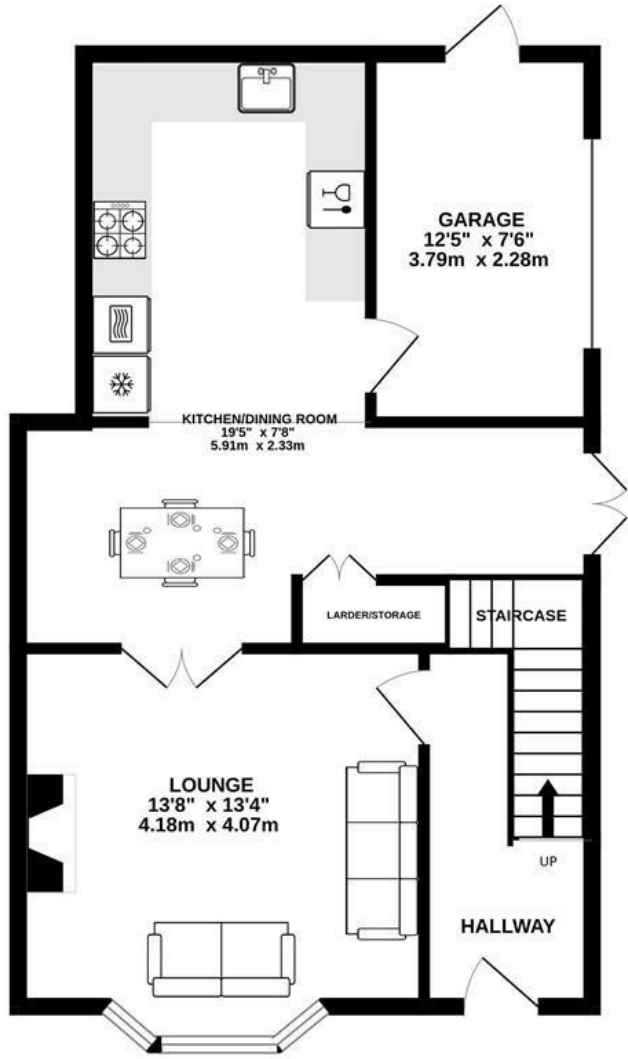 GARAGE
12'5" x 7'6"
3.79m x 2.28m
KITCHEN/DINING ROOM
19'5" x 7'8"
5.91m x 2.33m
LARDER/STORAGE
STAIRCASE
LOUNGE
13'8" x 13'4"
4.18m x 4.07m
UP
HALLWAY